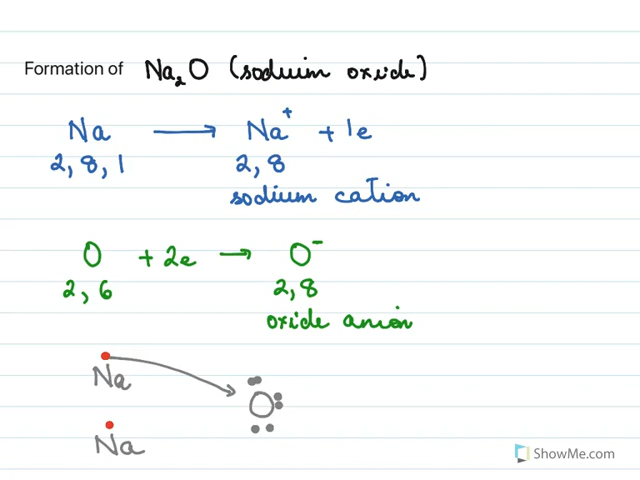 Formation of Na₂O (soduim oxide)
Na → Na⁺ + 1e
2, 8, 1 2, 8
sodium cation
O + 2e → O⁻
2, 6 2, 8
oxide anion
Na
O
Na
ShowMe.com